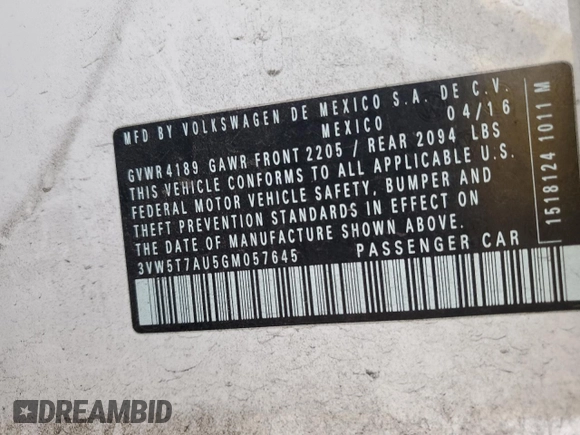 MFD BY VOLKSWAGEN DE MEXICO S.A. DE C.V.
MEXICO 04/16
GVWR4189 GAWR FRONT 2205 / REAR 2094 LBS
THIS VEHICLE CONFORMS TO ALL APPLICABLE U.S.
FEDERAL MOTOR VEHICLE SAFETY, BUMPER AND
THEFT PREVENTION STANDARDS IN EFFECT ON
THE DATE OF MANUFACTURE SHOWN ABOVE.
3VW5T7AU5GM057645 PASSENGER CAR
1518124 1011 M
DREAMBID